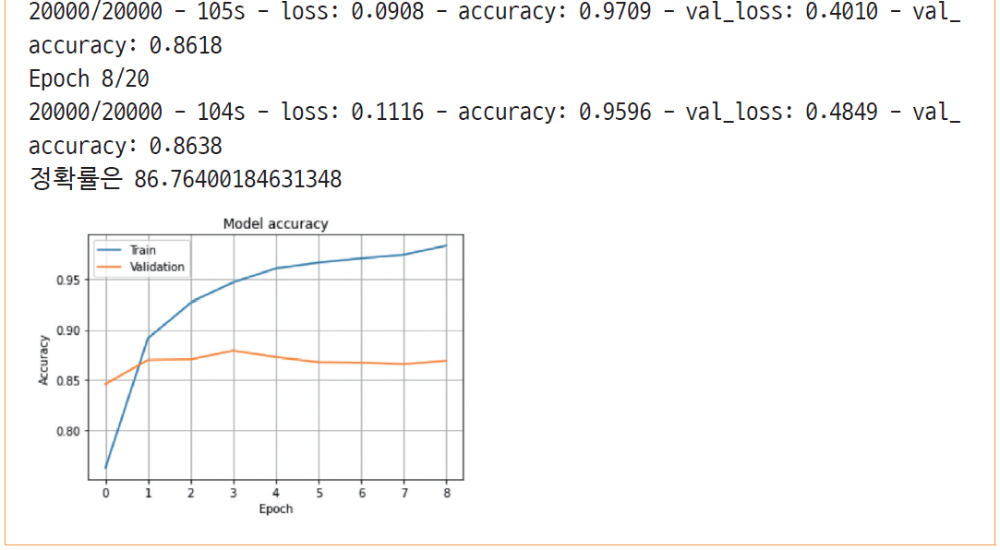 20000/20000 - 105s - loss: 0.0908 - accuracy: 0.9709 - val_loss: 0.4010 - val_
accuracy: 0.8618
Epoch 8/20
20000/20000 - 104s - loss: 0.1116 - accuracy: 0.9596 - val_loss: 0.4849 - val_
accuracy: 0.8638
정확률은 86.76400184631348
Model accuracy
Train
Validation
0.95
0.90
0.85
0.80
Accuracy
0 1 2 3 4 5 6 7 8
Epoch